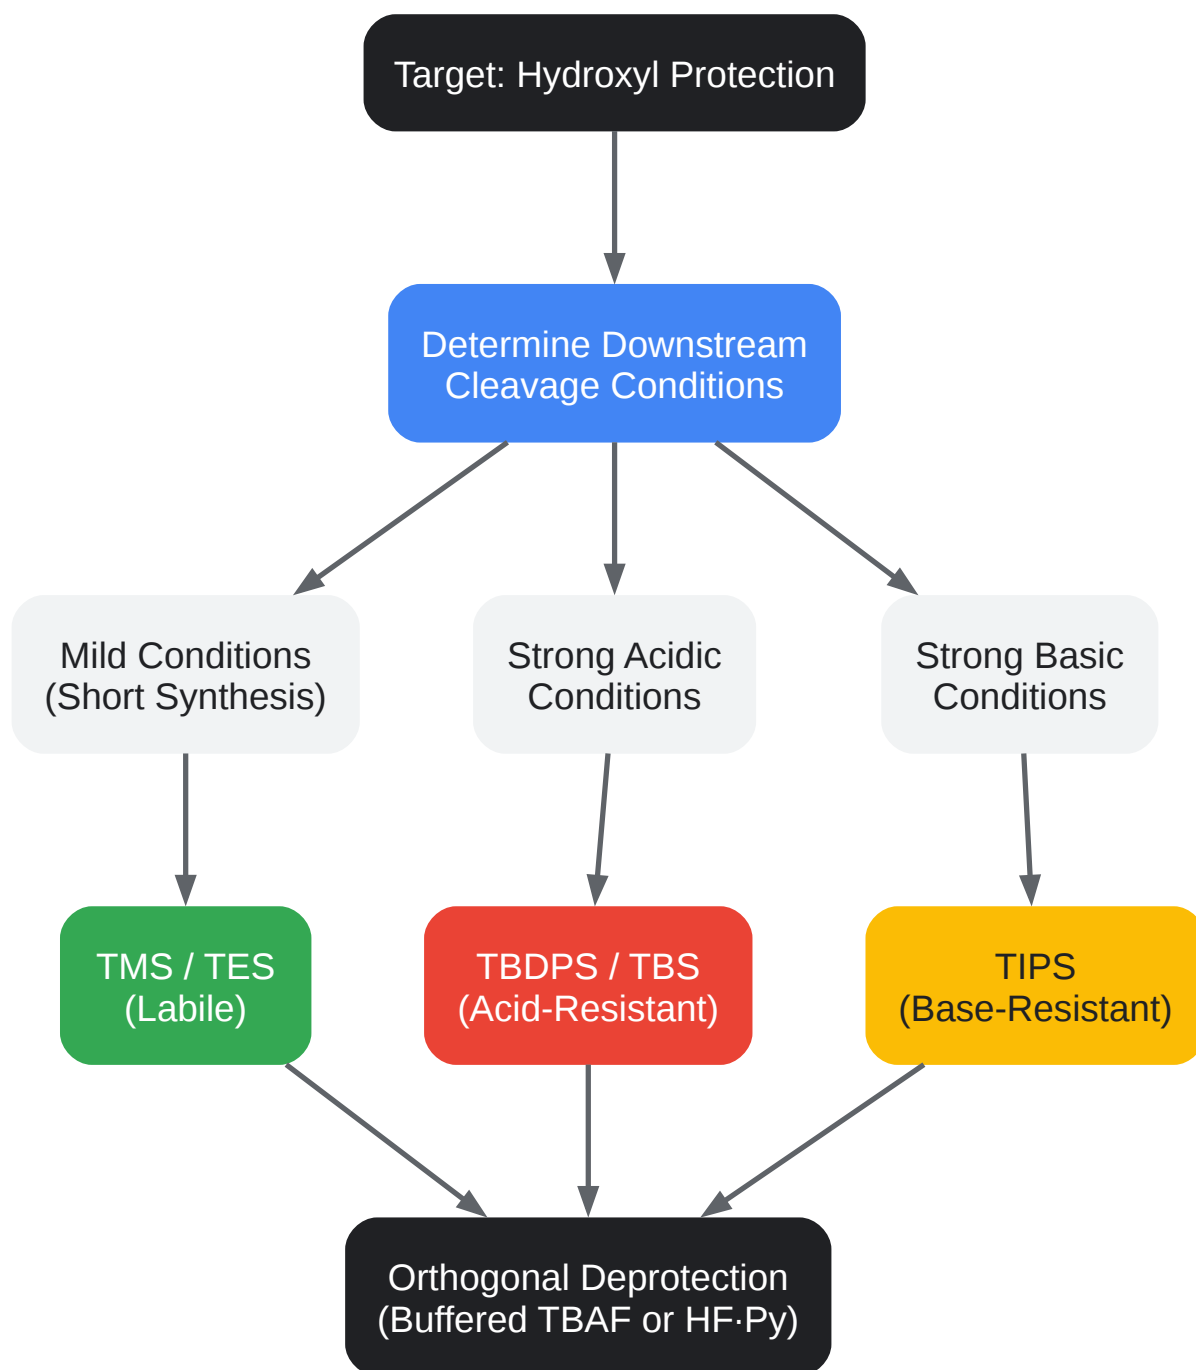 Target: Hydroxyl Protection
Determine Downstream
Cleavage Conditions
Mild Conditions
(Short Synthesis)
Strong Acidic
Conditions
Strong Basic
Conditions
TMS / TES
(Labile)
TBDPS / TBS
(Acid-Resistant)
TIPS
(Base-Resistant)
Orthogonal Deprotection
(Buffered TBAF or HF·Py)